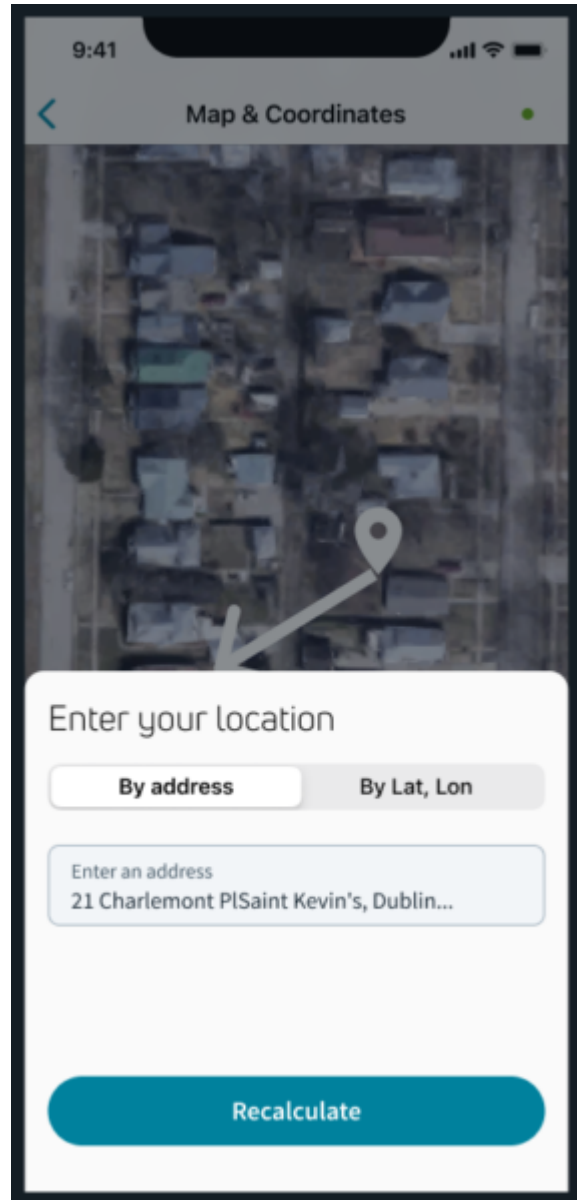 9:41
Map & Coordinates
Enter your location
By address
By Lat, Lon
Enter an address
21 Charlemont PlSaint Kevin's, Dublin...
Recalculate